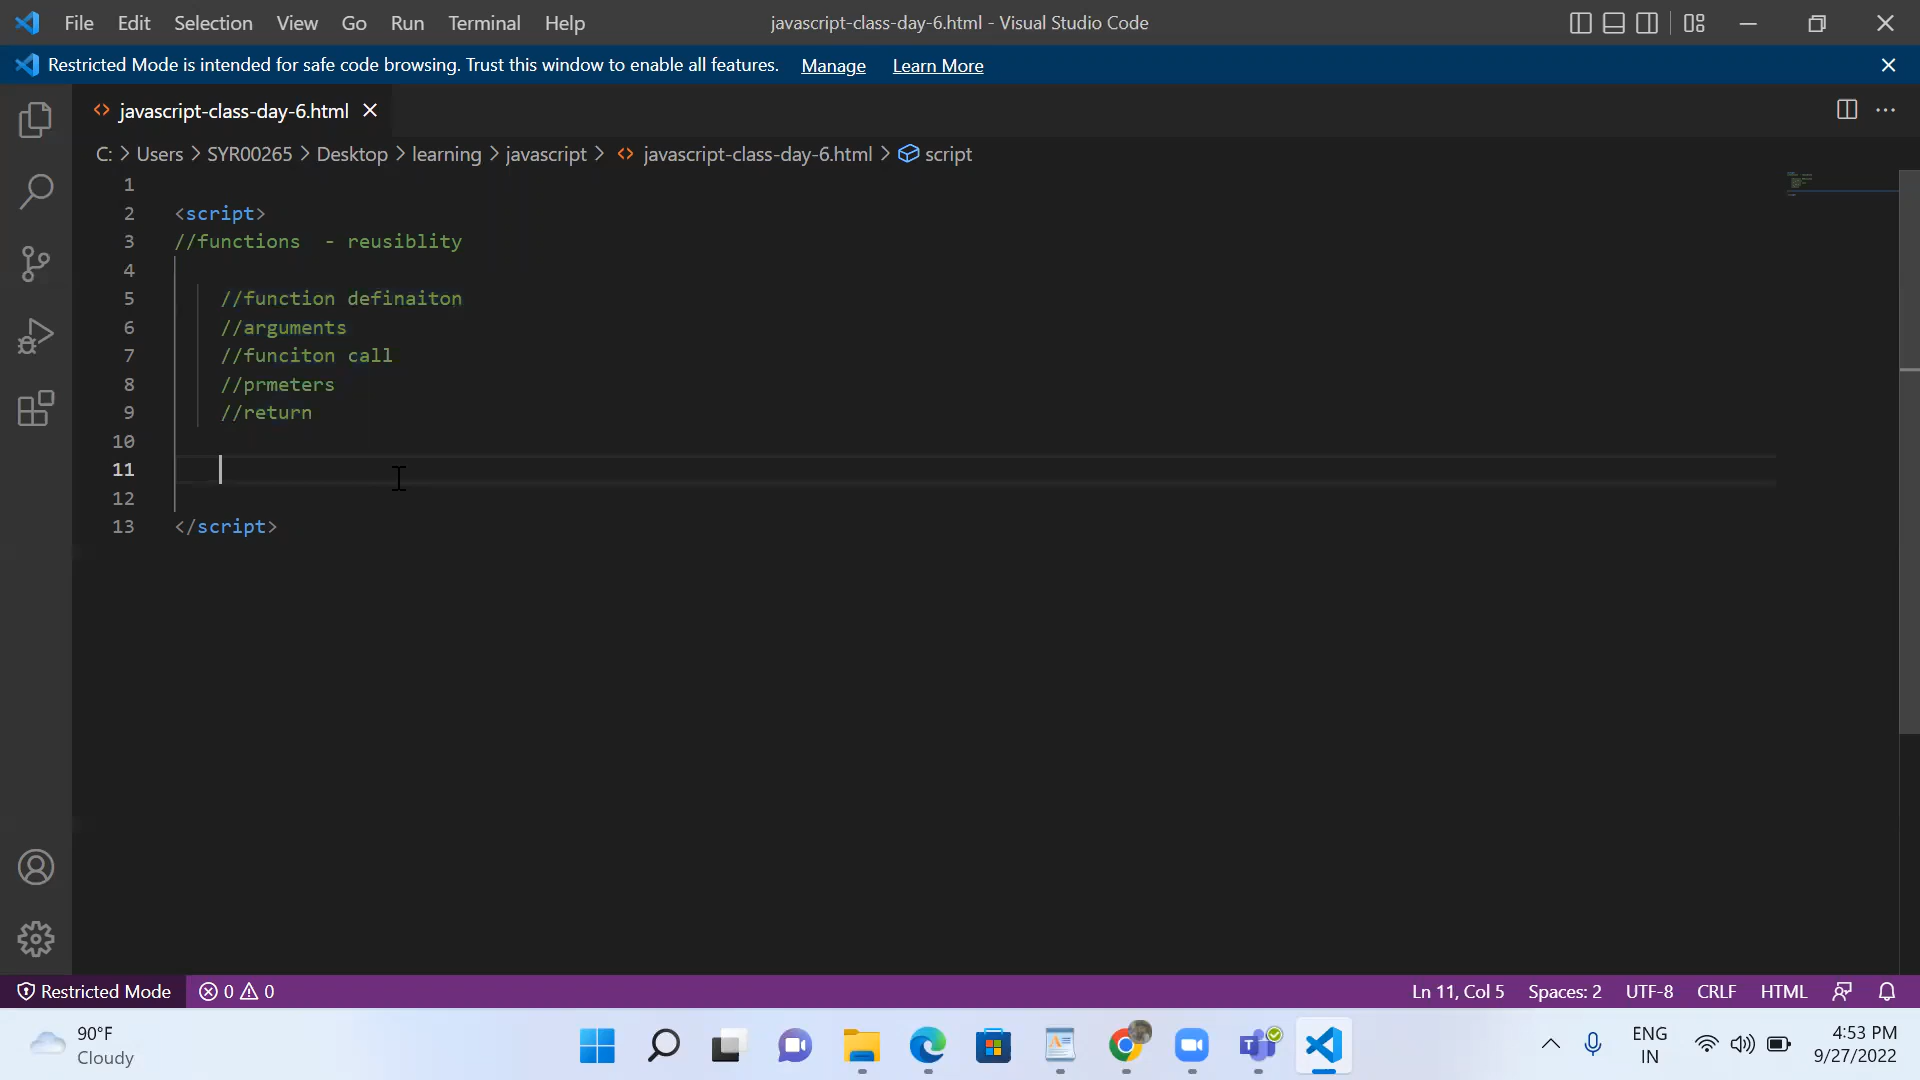 File Edit Selection View Go Run Terminal Help javascript-class-day-6.html - Visual Studio Code
Restricted Mode is intended for safe code browsing. Trust this window to enable all features. Manage Learn More
javascript-class-day-6.html
C: > Users > SYR00265 > Desktop > learning > javascript > javascript-class-day-6.html > script
1
2 <script>
3 //functions  - reusiblity
4
5 //function definaiton
6 //arguments
7 //funciton call
8 //prmeters
9 //return
10
11
12
13 </script>
Restricted Mode 0 0 Ln 11, Col 5 Spaces: 2 UTF-8 CRLF HTML
90°F
Cloudy
ENG
IN
4:53 PM
9/27/2022